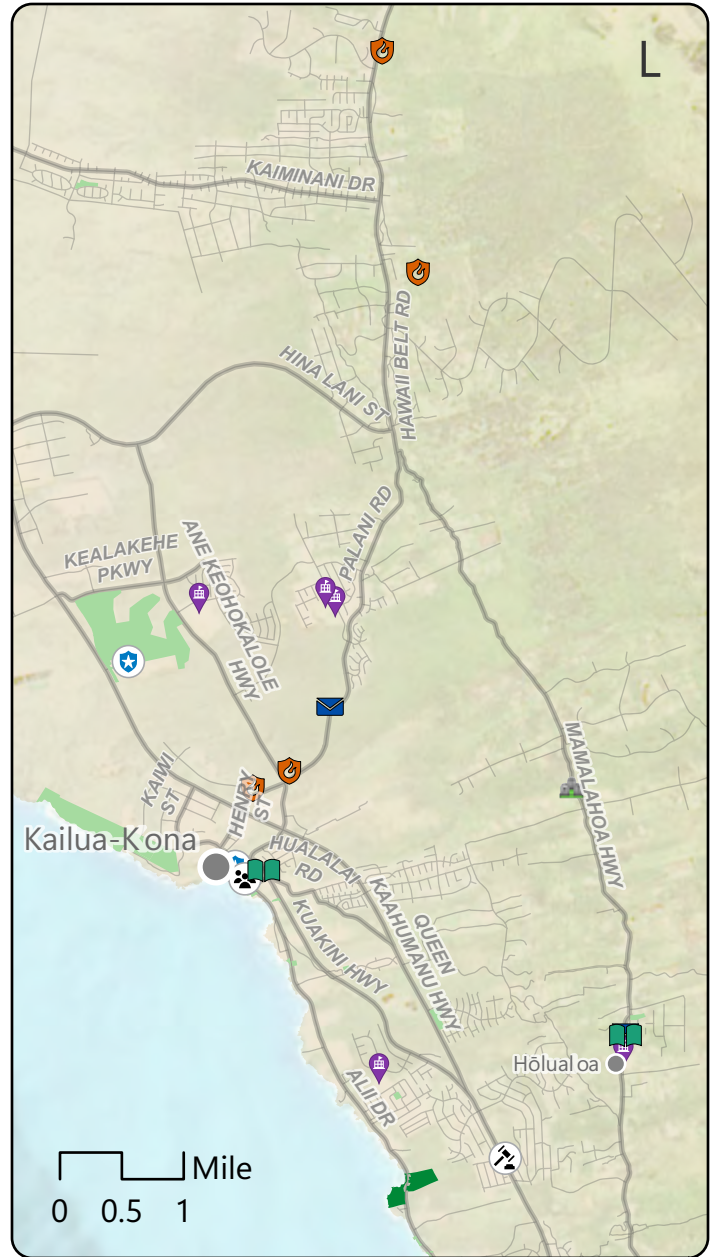 L
KAIMINANI DR
HAWAII BELT RD
HINA LANI ST
PALANI RD
KEALAKEHE
PKWY
ANE KEOHOKALOLE
HWY
MAMALAHOA HWY
KAIWI
ST
HENRY
ST
Kailua-Kona
HUALALAI
RD
QUEEN
KAAHUMANU HWY
KUAKINI HWY
Hōlualoa
ALII DR
Mile
0 0.5 1